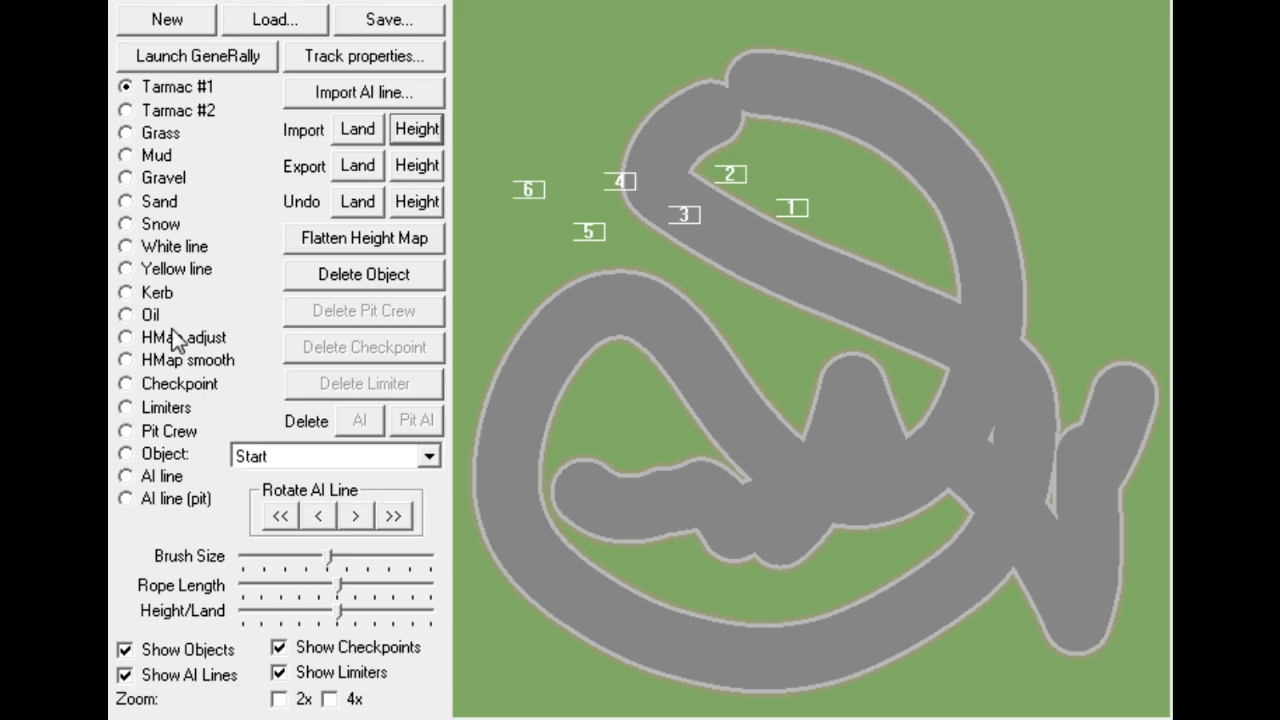 New Load... Save...
Launch GeneRally Track properties...
Tarmac #1 Import AI line...
Tarmac #2
Grass Import Land Height
Mud
Gravel Export Land Height
Sand Undo Land Height
Snow
White line Flatten Height Map
Yellow line Delete Object
Kerb
Oil Delete Pit Crew
HMap adjust Delete Checkpoint
HMap smooth
Checkpoint Delete Limiter
Limiters Delete AI Pit AI
Pit Crew
Object: Start
AI line
AI line (pit) Rotate AI Line
<< < > >>
Brush Size
Rope Length
Height/Land
Show Objects Show Checkpoints
Show AI Lines Show Limiters
Zoom: 2x 4x
2
4
6
1
3
5